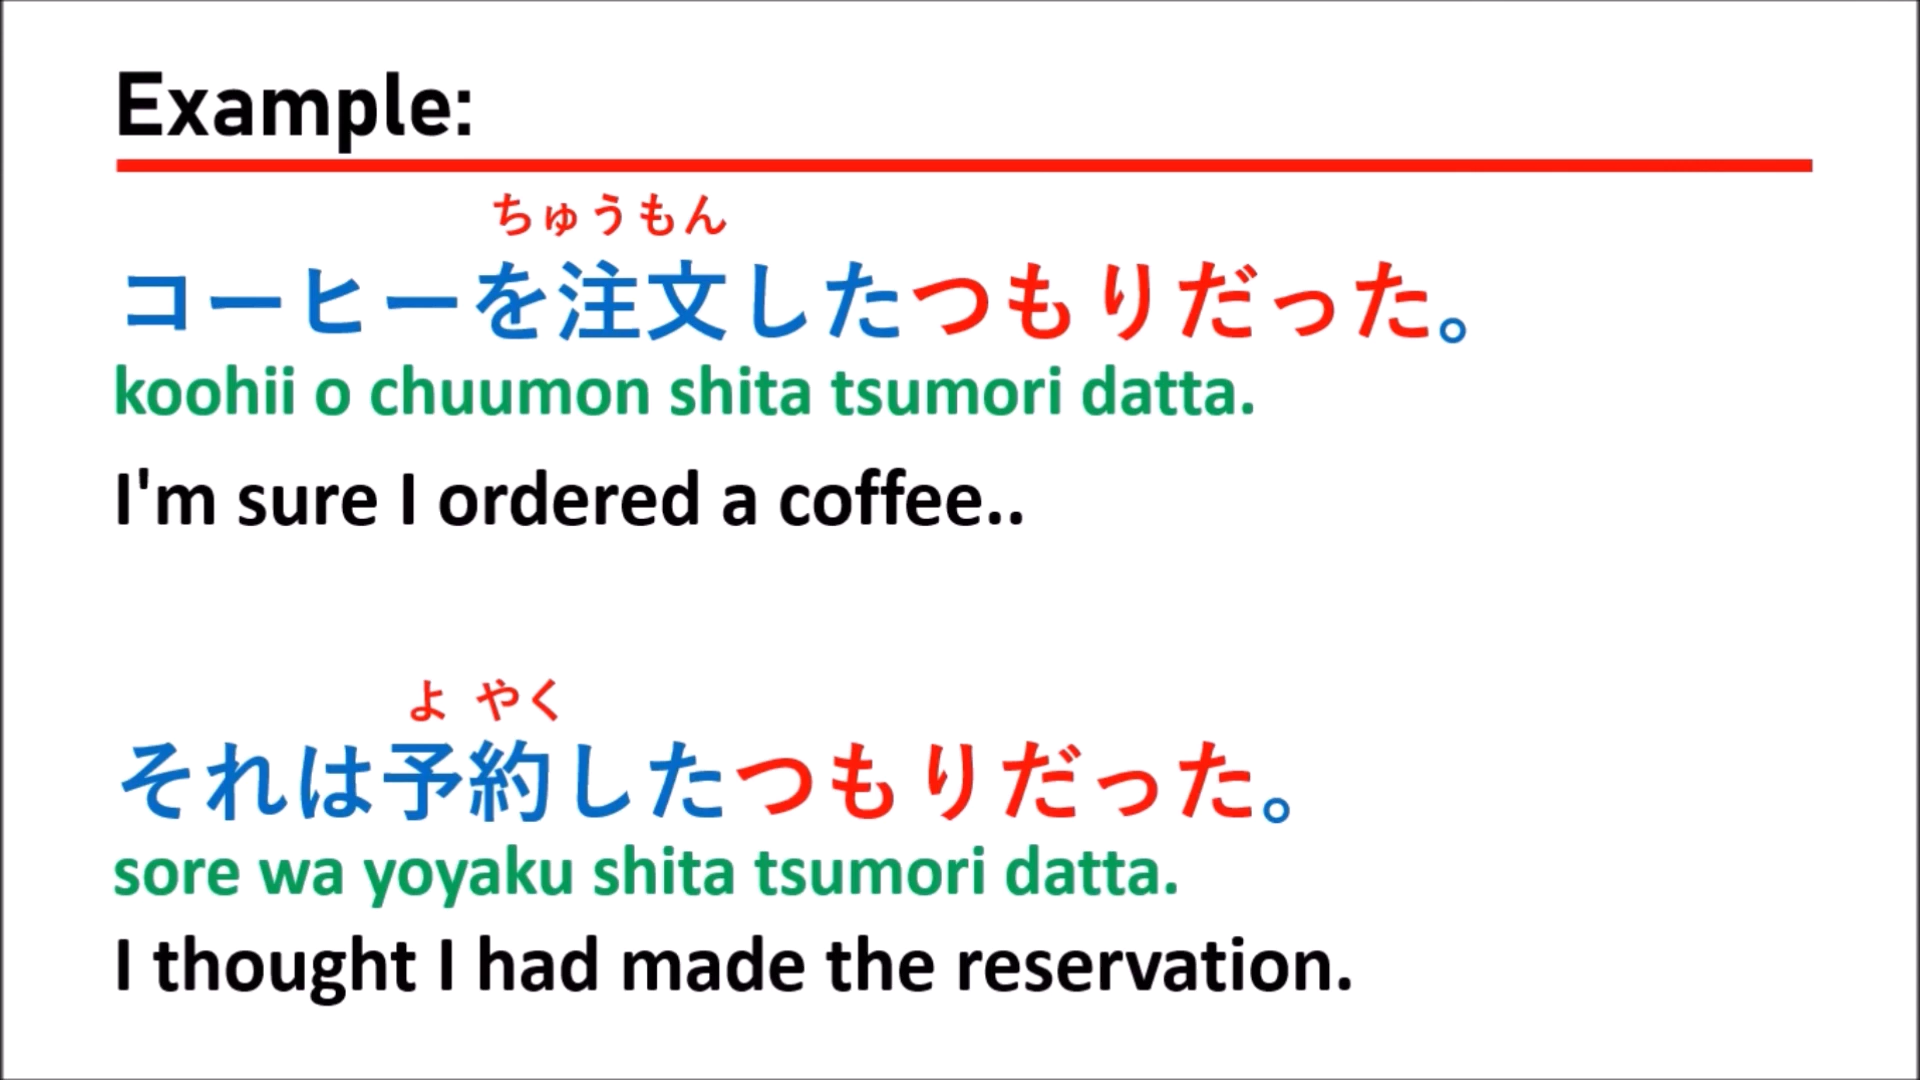 Example:
ちゅうもん
コーヒーを注文したつもりだった。
koohii o chuumon shita tsumori datta.
I'm sure I ordered a coffee..
よ やく
それは予約したつもりだった。
sore wa yoyaku shita tsumori datta.
I thought I had made the reservation.